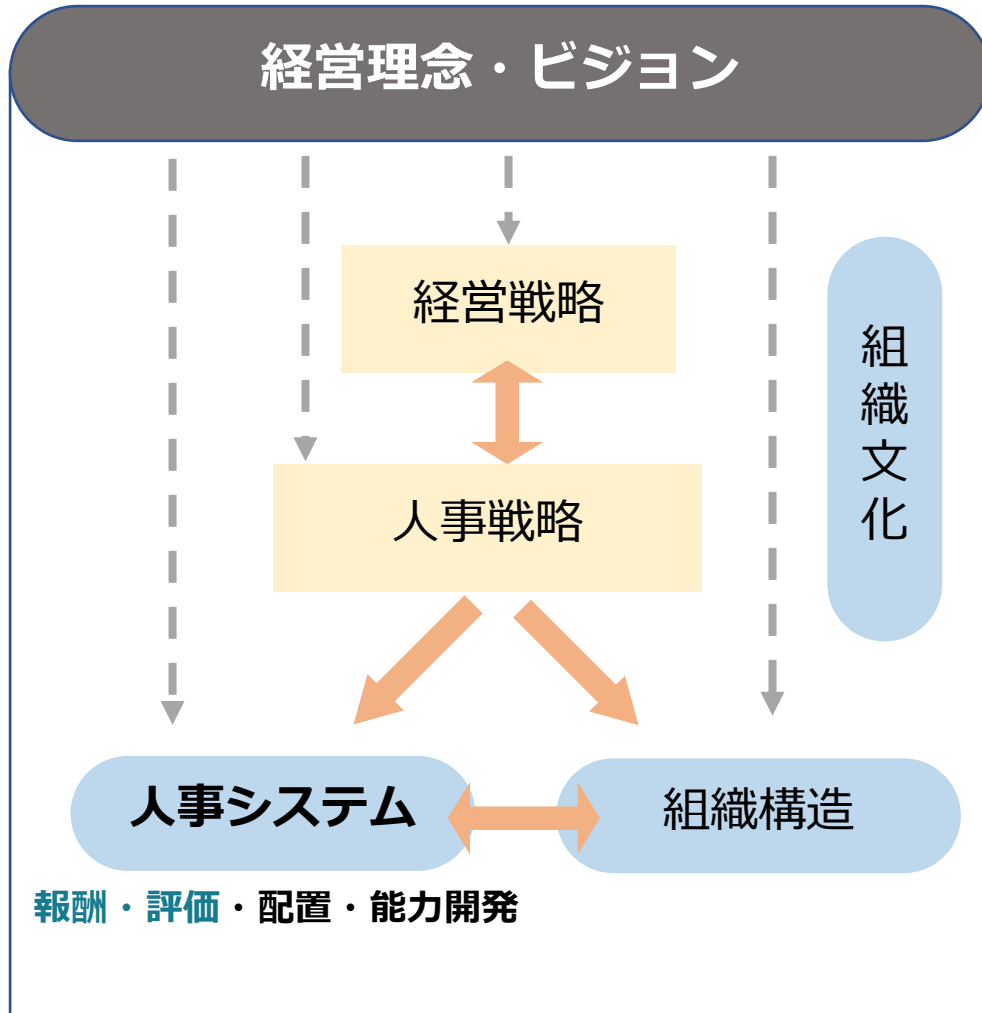 経営理念・ビジョン
経営戦略
組織文化
人事戦略
人事システム
組織構造
報酬・評価・配置・能力開発